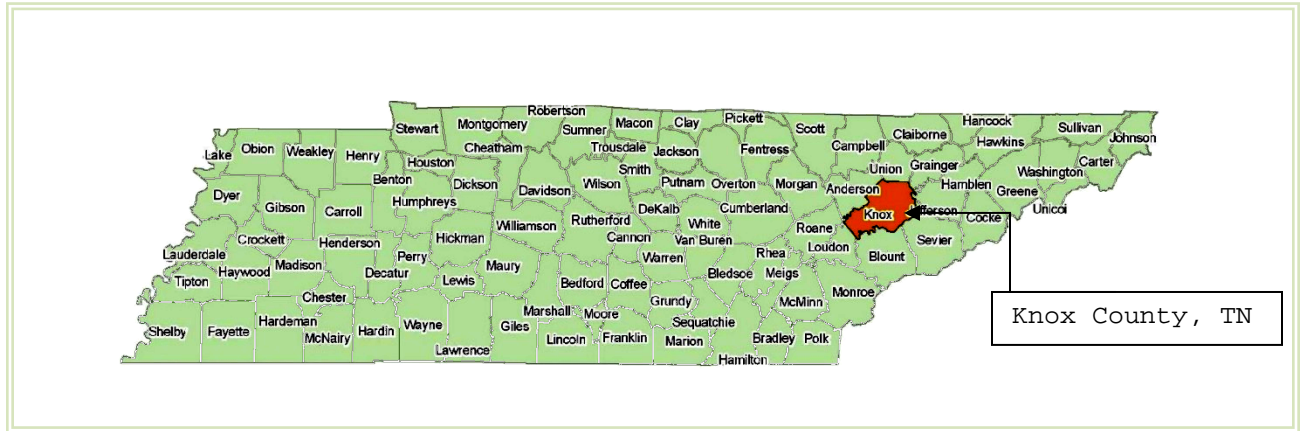 Robertson
Stewart Montgomery Sumner Macon Clay Pickett Scott Hancock Sullivan Johnson
Lake Obion Weakley Henry Houston Cheatham Trousdale Jackson Fentress Campbell Claiborne Hawkins Carter
Smith Union Grainger Washington
Dyer Benton Dickson Davidson Wilson Putnam Overton Morgan Anderson Hamblen Greene
Gibson Carroll Humphreys DeKalb White Cumberland Knox Cocke Unicoi
Crockett Henderson Hickman Williamson Rutherford Cannon Van Buren Roane Loudon Sevier
Lauderdale Haywood Madison Decatur Perry Lewis Maury Warren Rhea Blount
Tipton Chester Bedford Coffee Bledsoe Meigs Monroe
Shelby Fayette Hardeman McNairy Hardin Wayne Lawrence Giles Marshall Moore Grundy Sequatchie McMinn
Lincoln Franklin Marion Hamilton Bradley Polk
Knox County, TN